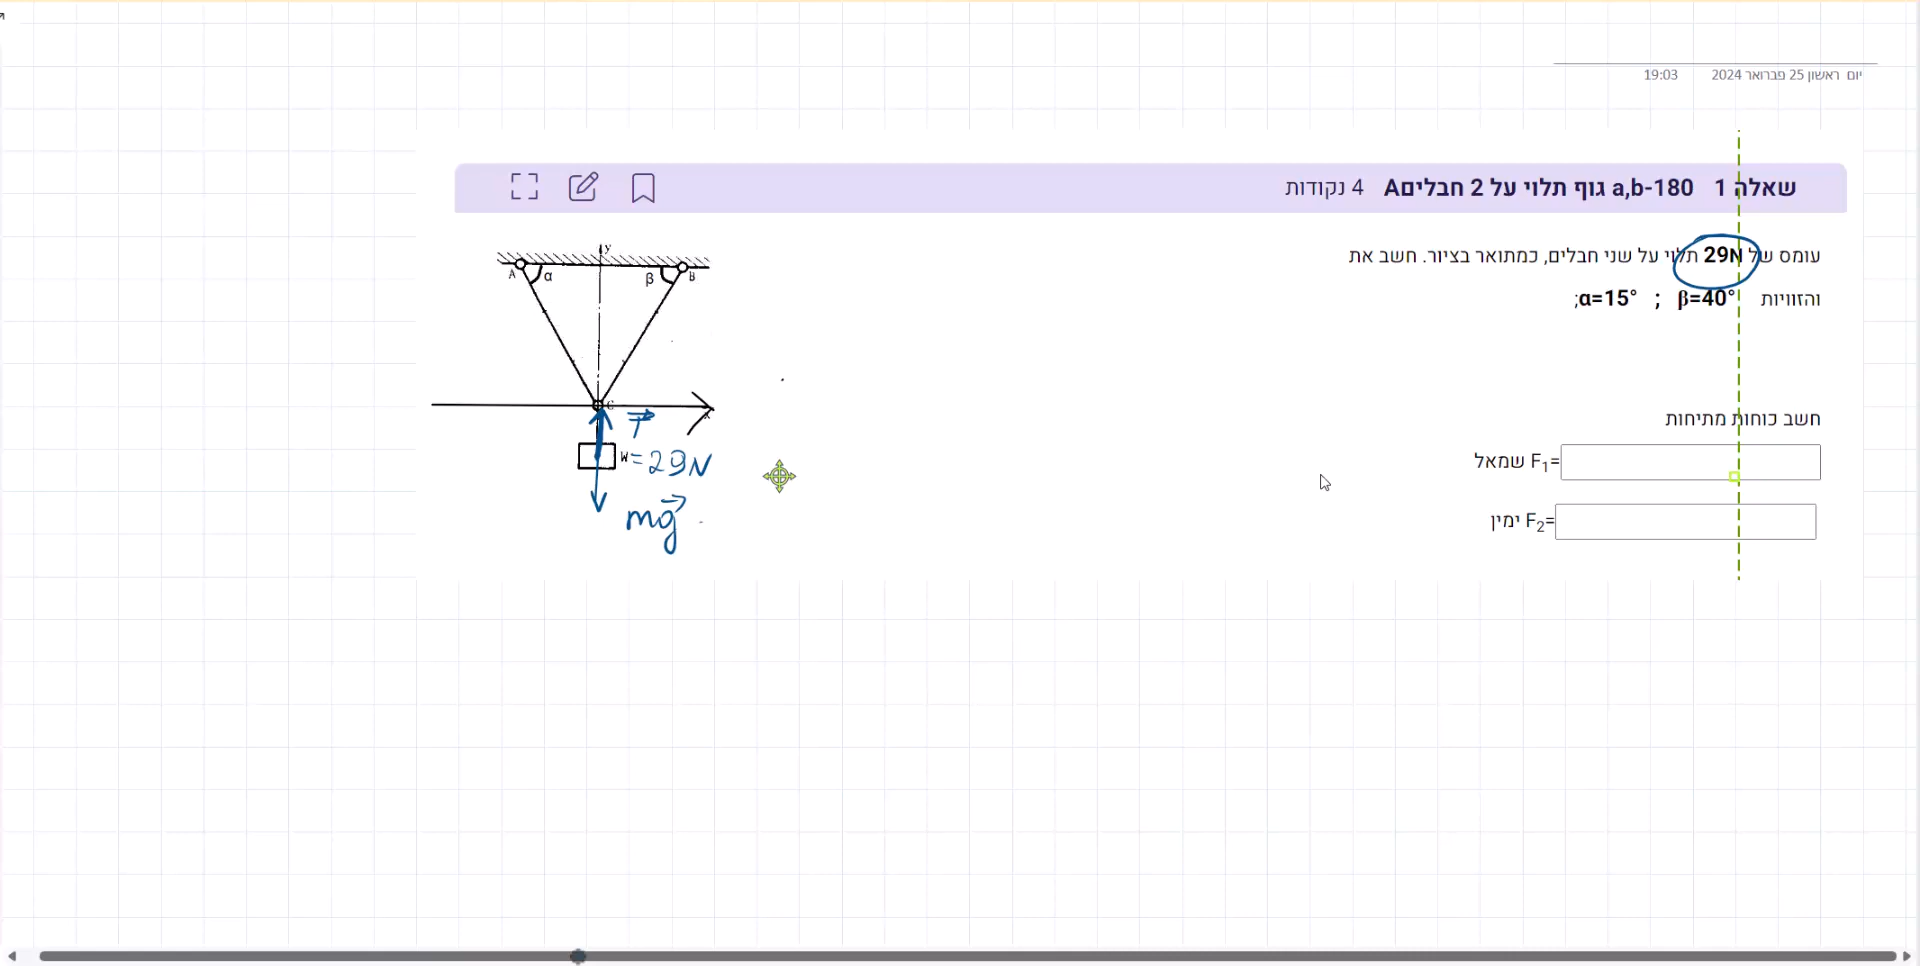 יום ראשון 25 פברואר 2024 19:03
שאלה 1 a,b-180 גוף תלוי על 2 חבליםA 4 נקודות
עומס של 29N תלוי על שני חבלים, כמתואר בציור. חשב את
והזוויות α=15° ; β=40°;
y
A α β B
C x
T
W =29N
mg
חשב כוחות מתיחות
F1= שמאל
F2= ימין